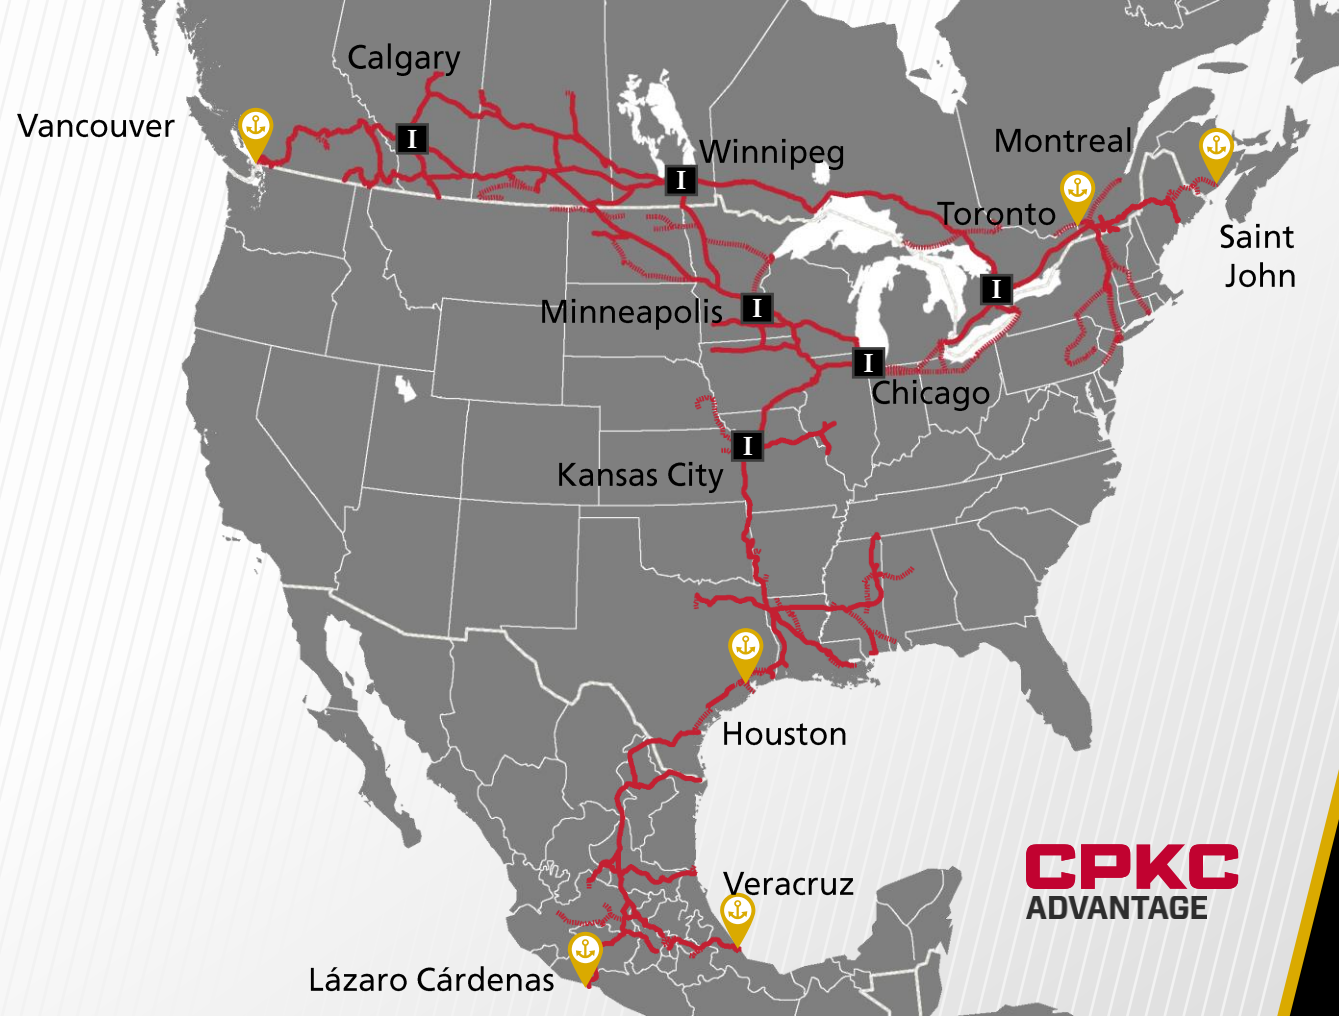 Calgary
Vancouver
I
Winnipeg
I
Montreal
Toronto
Saint
John
I
Minneapolis
I
I
Chicago
I
Kansas City
Houston
Veracruz
Lázaro Cárdenas
CPKC
ADVANTAGE